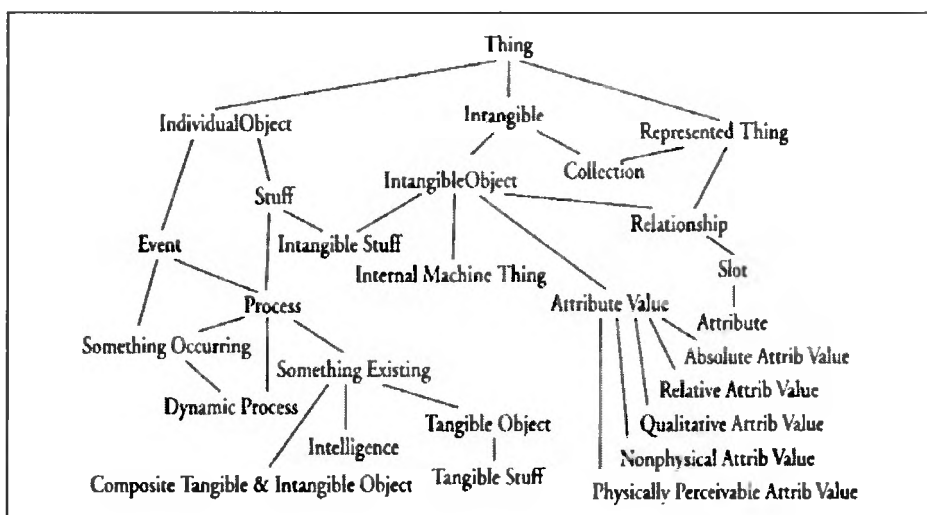 Thing
IndividualObject
Intangible
Represented Thing
Collection
IntangibleObject
Stuff
Relationship
Event
Intangible Stuff
Internal Machine Thing
Slot
Process
Attribute Value
Attribute
Something Occurring
Something Existing
Absolute Attrib Value
Relative Attrib Value
Dynamic Process
Tangible Object
Qualitative Attrib Value
Intelligence
Nonphysical Attrib Value
Composite Tangible & Intangible Object
Tangible Stuff
Physically Perceivable Attrib Value